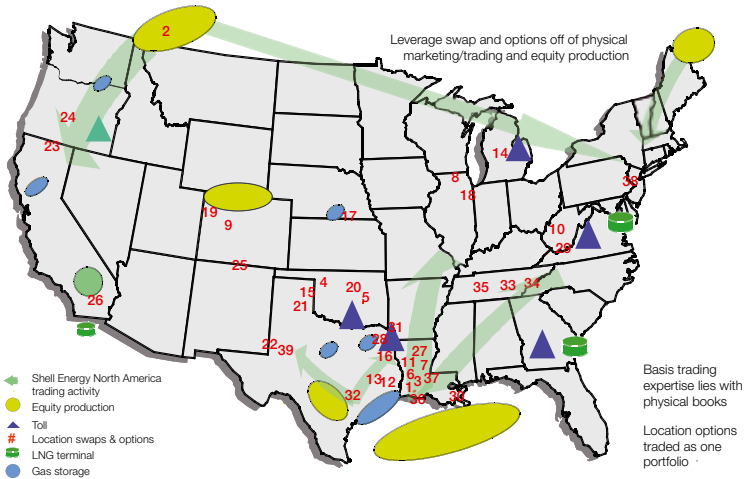 Leverage swap and options off of physical
marketing/trading and equity production
2
24
23
14
8
18
38
19
9
17
10
29
25
26
4
15
21
20
5
35
33
34
31
28
22
39
16
27
11
7
6
3
37
13
12
1
32
36
30
Basis trading
expertise lies with
physical books
Location options
traded as one
portfolio
Shell Energy North America
trading activity
Equity production
Toll
# Location swaps & options
LNG terminal
Gas storage